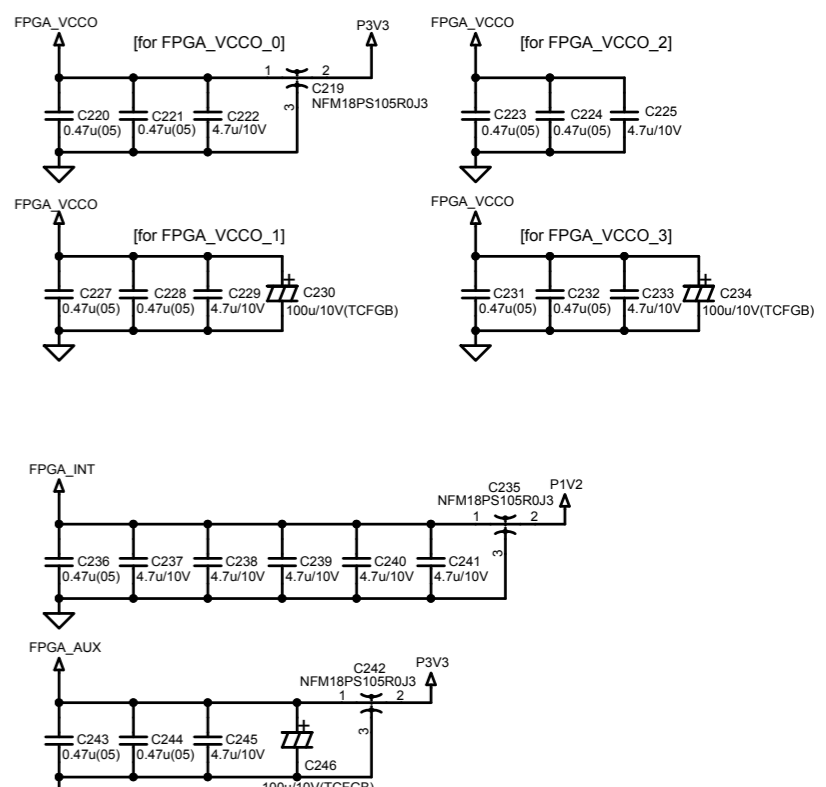 FPGA_VCCO
[for FPGA_VCCO_0]
P3V3
1
2
C219
NFM18PS105R0J3
3
C220
0.47u(05)
C221
0.47u(05)
C222
4.7u/10V
FPGA_VCCO
[for FPGA_VCCO_2]
C223
0.47u(05)
C224
0.47u(05)
C225
4.7u/10V
FPGA_VCCO
[for FPGA_VCCO_1]
C227
0.47u(05)
C228
0.47u(05)
C229
4.7u/10V
+
C230
100u/10V(TCFGB)
FPGA_VCCO
[for FPGA_VCCO_3]
C231
0.47u(05)
C232
0.47u(05)
C233
4.7u/10V
+
C234
100u/10V(TCFGB)
FPGA_INT
C235
NFM18PS105R0J3
P1V2
1
2
3
C236
0.47u(05)
C237
4.7u/10V
C238
4.7u/10V
C239
4.7u/10V
C240
4.7u/10V
C241
4.7u/10V
FPGA_AUX
C242
NFM18PS105R0J3
P3V3
1
2
3
C243
0.47u(05)
C244
0.47u(05)
C245
4.7u/10V
+
C246
100u/10V(TCFGB)